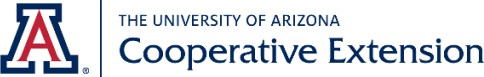 A®
THE UNIVERSITY OF ARIZONA
Cooperative Extension